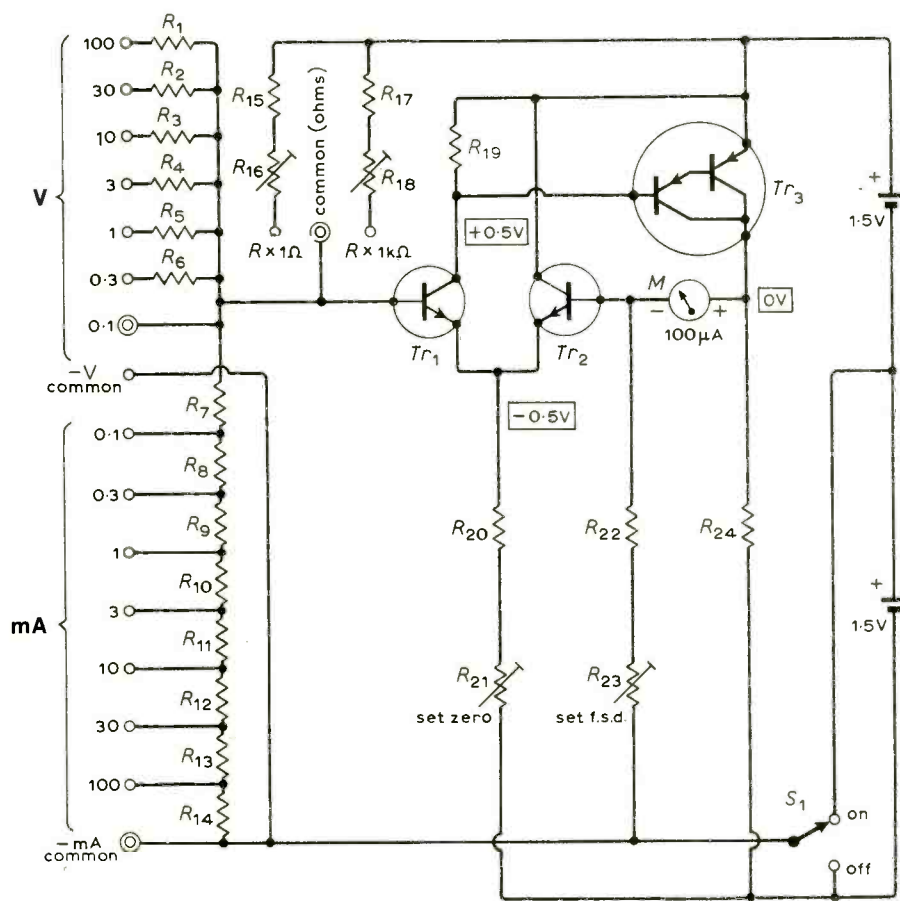 V
100
R1
30
R2
10
R3
3
R4
1
R5
0·3
R6
0·1
-V
common
R7
mA
0·1
R8
0·3
R9
1
R10
3
R11
10
R12
30
R13
100
R14
-mA
common
R15
R16
R×1Ω
common (ohms)
R17
R18
R×1kΩ
R19
+0·5V
Tr1
Tr2
-0·5V
Tr3
M
- +
100μA
0V
R20
R21
set zero
R22
R23
set f.s.d.
R24
+
1·5V
+
1·5V
S1
on
off